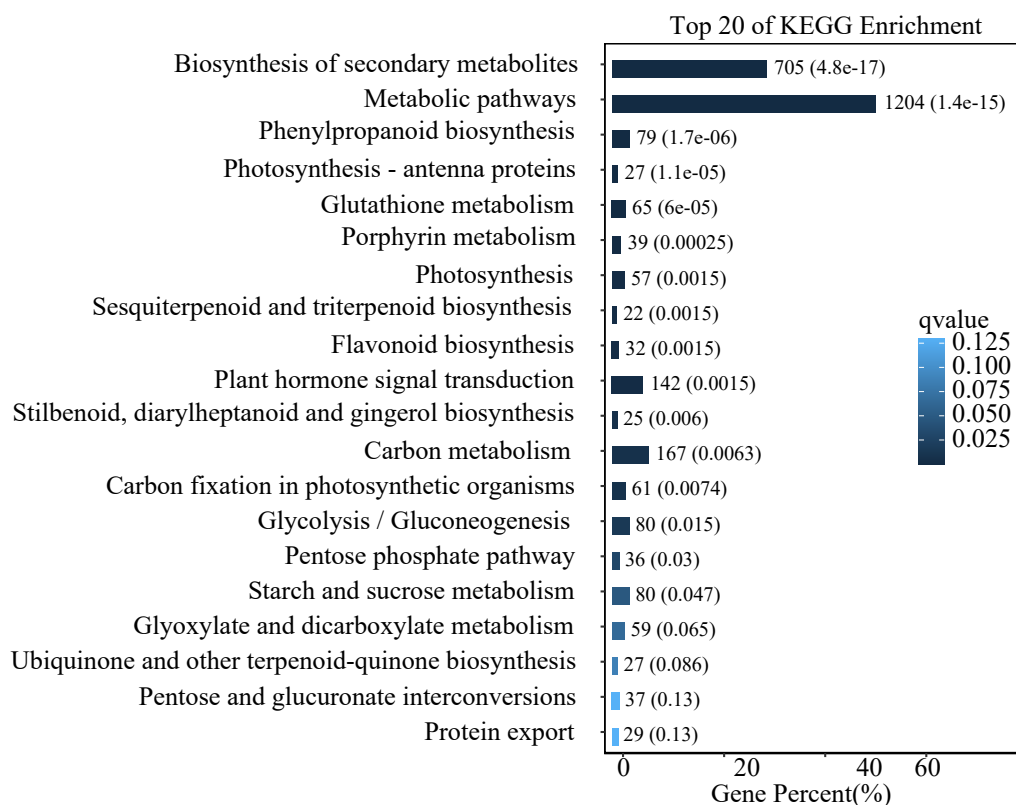 Top 20 of KEGG Enrichment
Biosynthesis of secondary metabolites 705 (4.8e-17)
Metabolic pathways 1204 (1.4e-15)
Phenylpropanoid biosynthesis 79 (1.7e-06)
Photosynthesis - antenna proteins 27 (1.1e-05)
Glutathione metabolism 65 (6e-05)
Porphyrin metabolism 39 (0.00025)
Photosynthesis 57 (0.0015)
Sesquiterpenoid and triterpenoid biosynthesis 22 (0.0015)
Flavonoid biosynthesis 32 (0.0015)
Plant hormone signal transduction 142 (0.0015)
Stilbenoid, diarylheptanoid and gingerol biosynthesis 25 (0.006)
Carbon metabolism 167 (0.0063)
Carbon fixation in photosynthetic organisms 61 (0.0074)
Glycolysis / Gluconeogenesis 80 (0.015)
Pentose phosphate pathway 36 (0.03)
Starch and sucrose metabolism 80 (0.047)
Glyoxylate and dicarboxylate metabolism 59 (0.065)
Ubiquinone and other terpenoid-quinone biosynthesis 27 (0.086)
Pentose and glucuronate interconversions 37 (0.13)
Protein export 29 (0.13)
qvalue
0.125
0.100
0.075
0.050
0.025
0 20 40 60
Gene Percent(%)